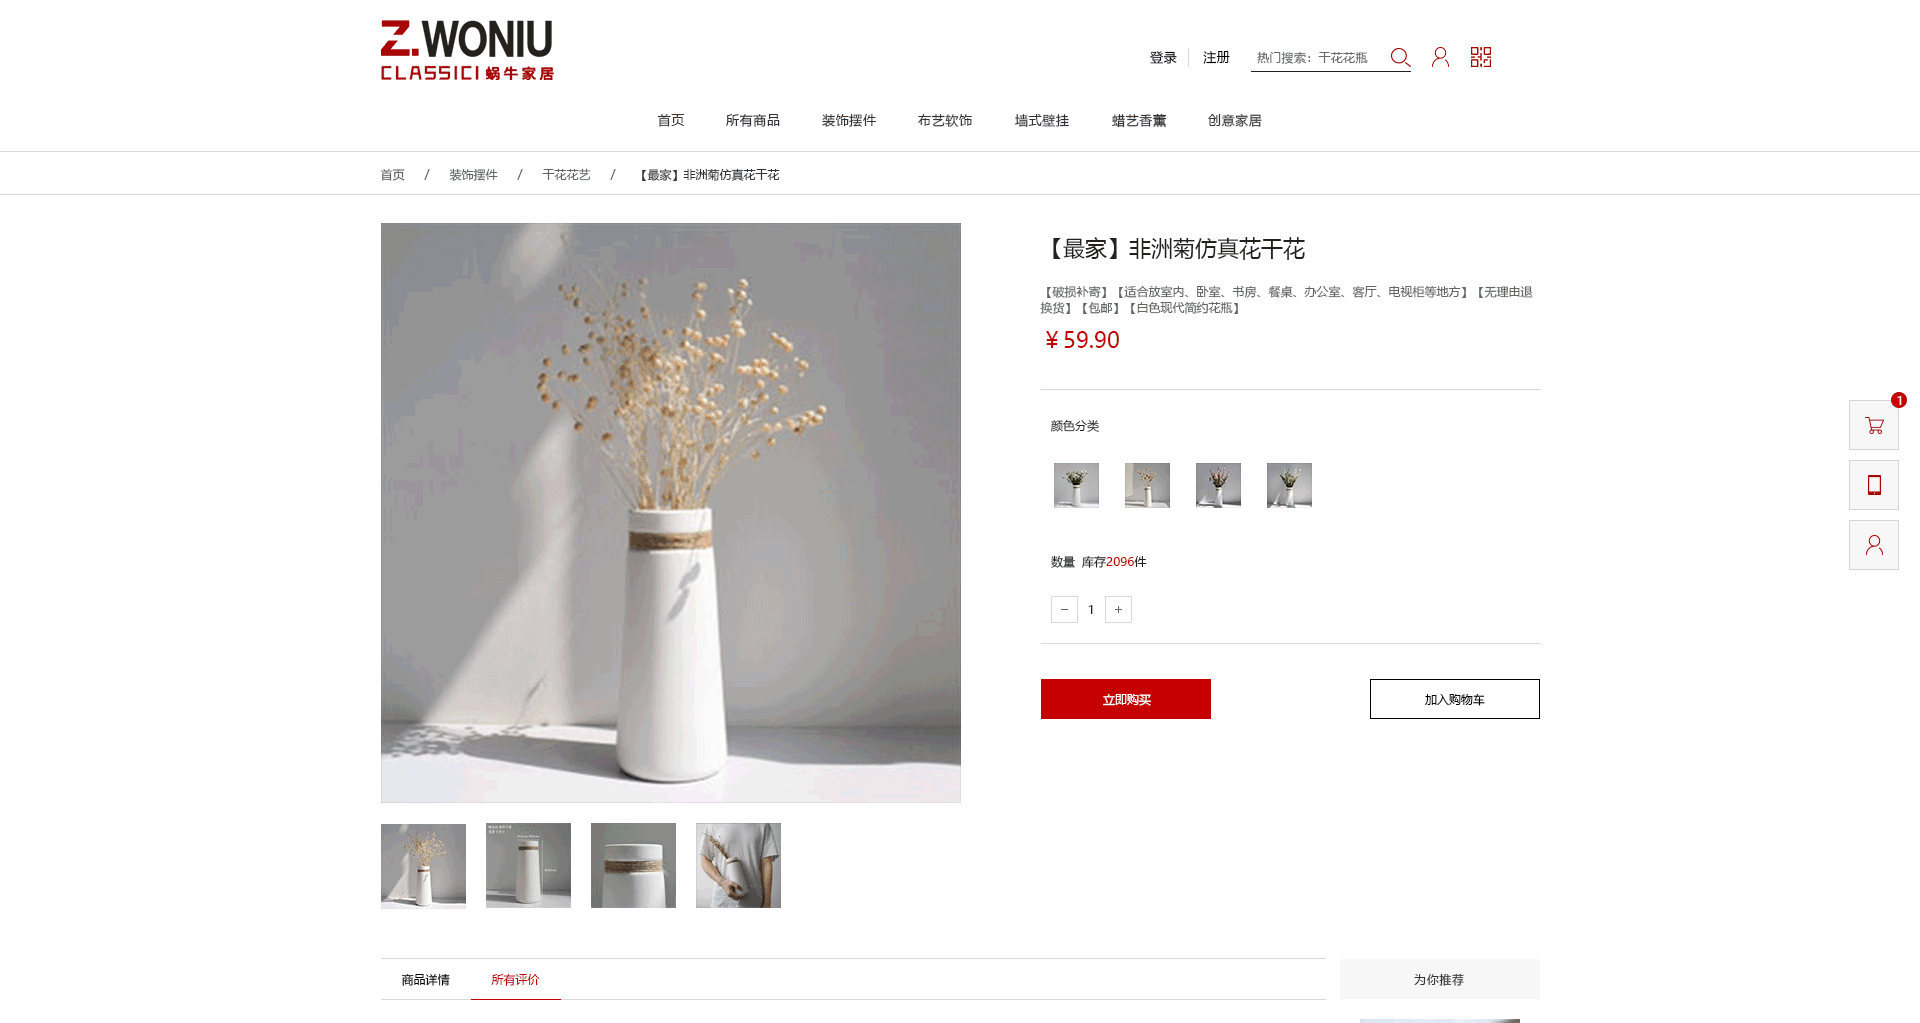 Z.WONIU
CLASSICI 蜗牛家居
登录
注册
热门搜索：干花花瓶
首页
所有商品
装饰摆件
布艺软饰
墙式壁挂
蜡艺香薰
创意家居
首页 / 装饰摆件 / 干花花艺 / 【最家】非洲菊仿真花干花
【最家】非洲菊仿真花干花
【破损补寄】【适合放室内、卧室、书房、餐桌、办公室、客厅、电视柜等地方】【无理由退
换货】【包邮】【白色现代简约花瓶】
¥ 59.90
颜色分类
数量 库存2096件
− 1 +
立即购买
加入购物车
1
商品详情
所有评价
为你推荐